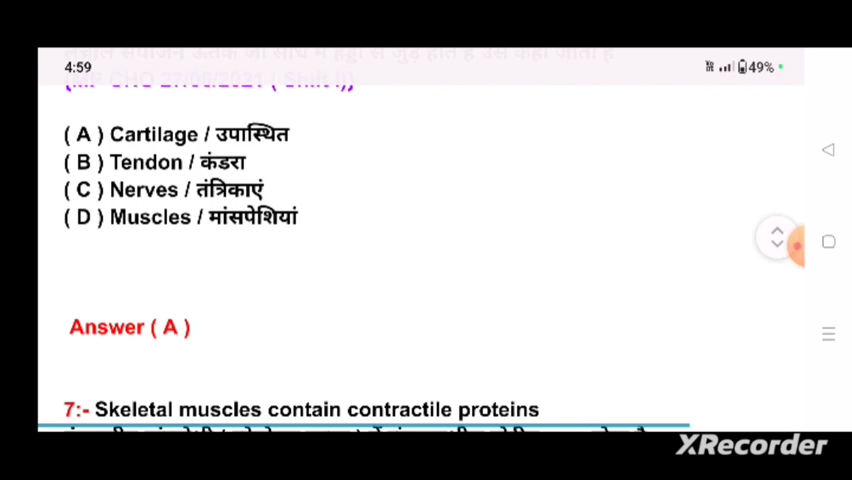 4:59 49%
( A ) Cartilage / उपास्थित
( B ) Tendon / कंडरा
( C ) Nerves / तंत्रिकाएं
( D ) Muscles / मांसपेशियां
Answer ( A )
7:- Skeletal muscles contain contractile proteins
XRecorder